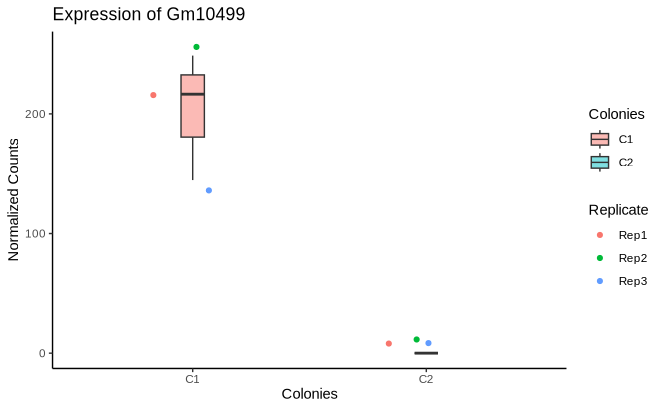 Expression of Gm10499
Normalized Counts
200
100
0
C1
C2
Colonies
Colonies
C1
C2
Replicate
Rep1
Rep2
Rep3